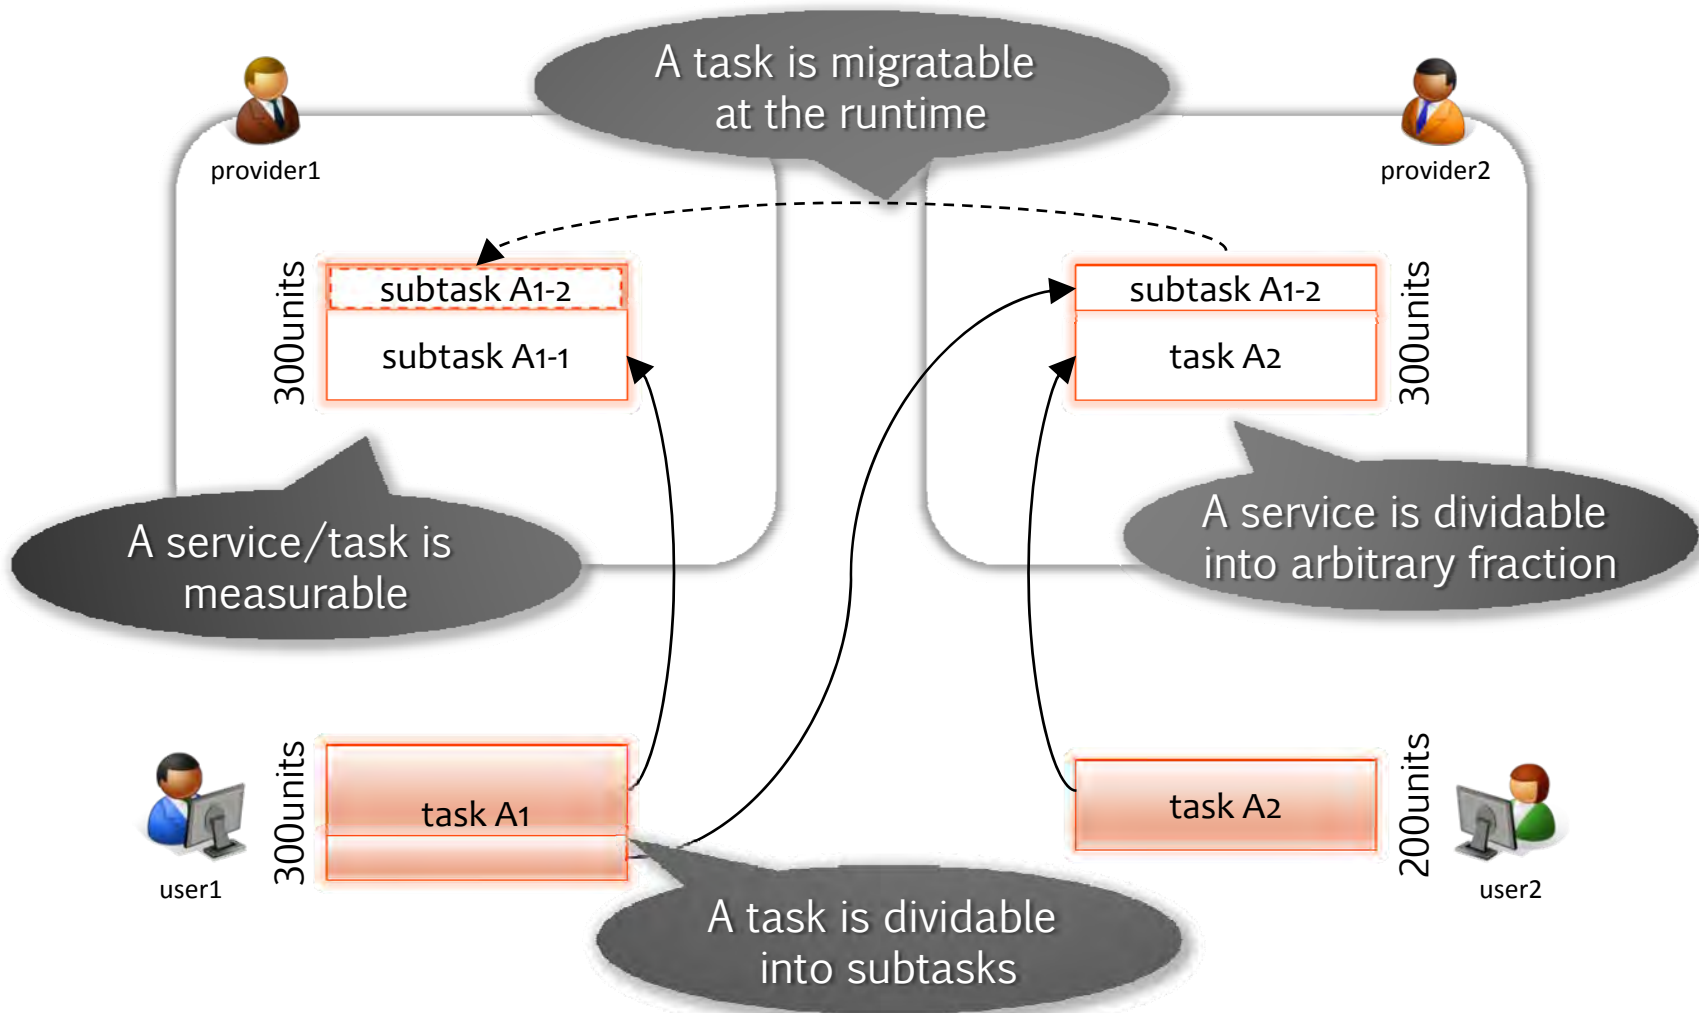 A task is migratable
at the runtime
provider1
provider2
300units
subtask A1-2
subtask A1-1
subtask A1-2
task A2
300units
A service/task is
measurable
A service is dividable
into arbitrary fraction
user1
300units
task A1
task A2
200units
user2
A task is dividable
into subtasks